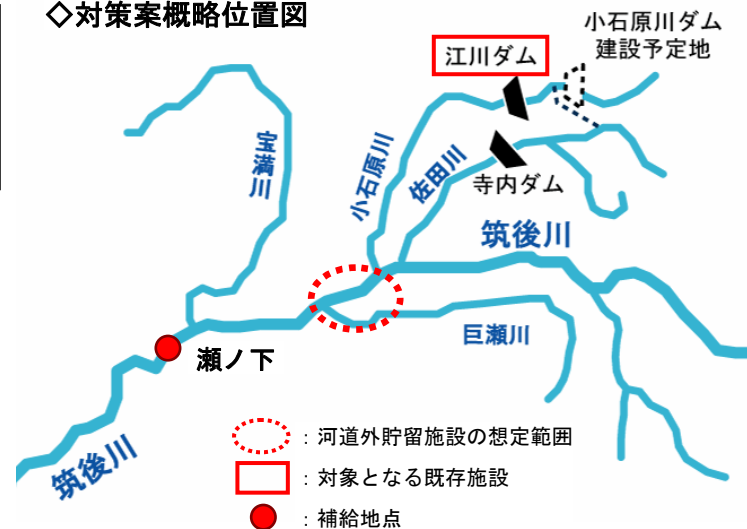 ◇対策案概略位置図
小石原川ダム
建設予定地
江川ダム
宝満川
小石原川
佐田川
寺内ダム
筑後川
巨瀬川
瀬ノ下
筑後川
：河道外貯留施設の想定範囲
：対象となる既存施設
：補給地点